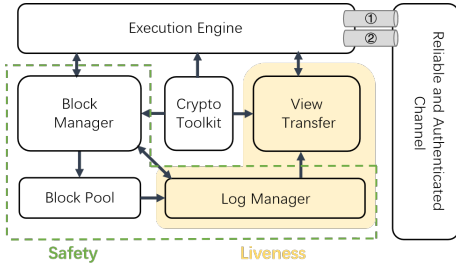 Execution Engine
①
②
Reliable and Authenticated
Channel
Block
Manager
Crypto
Toolkit
View
Transfer
Block Pool
Log Manager
Safety
Liveness